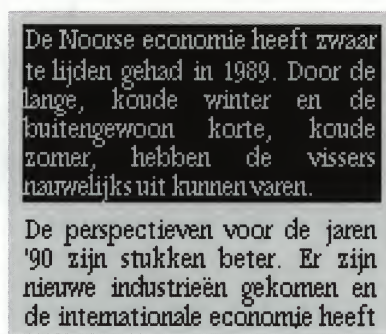 De Noorse economie heeft zwaar
te lijden gehad in 1989. Door de
lange, koude winter en de
buitengewoon korte, koude
zomer, hebben de vissers
nauwelijks uit kunnen varen.
De perspectieven voor de jaren
'90 zijn stukken beter. Er zijn
nieuwe industrieën gekomen en
de internationale economie heeft